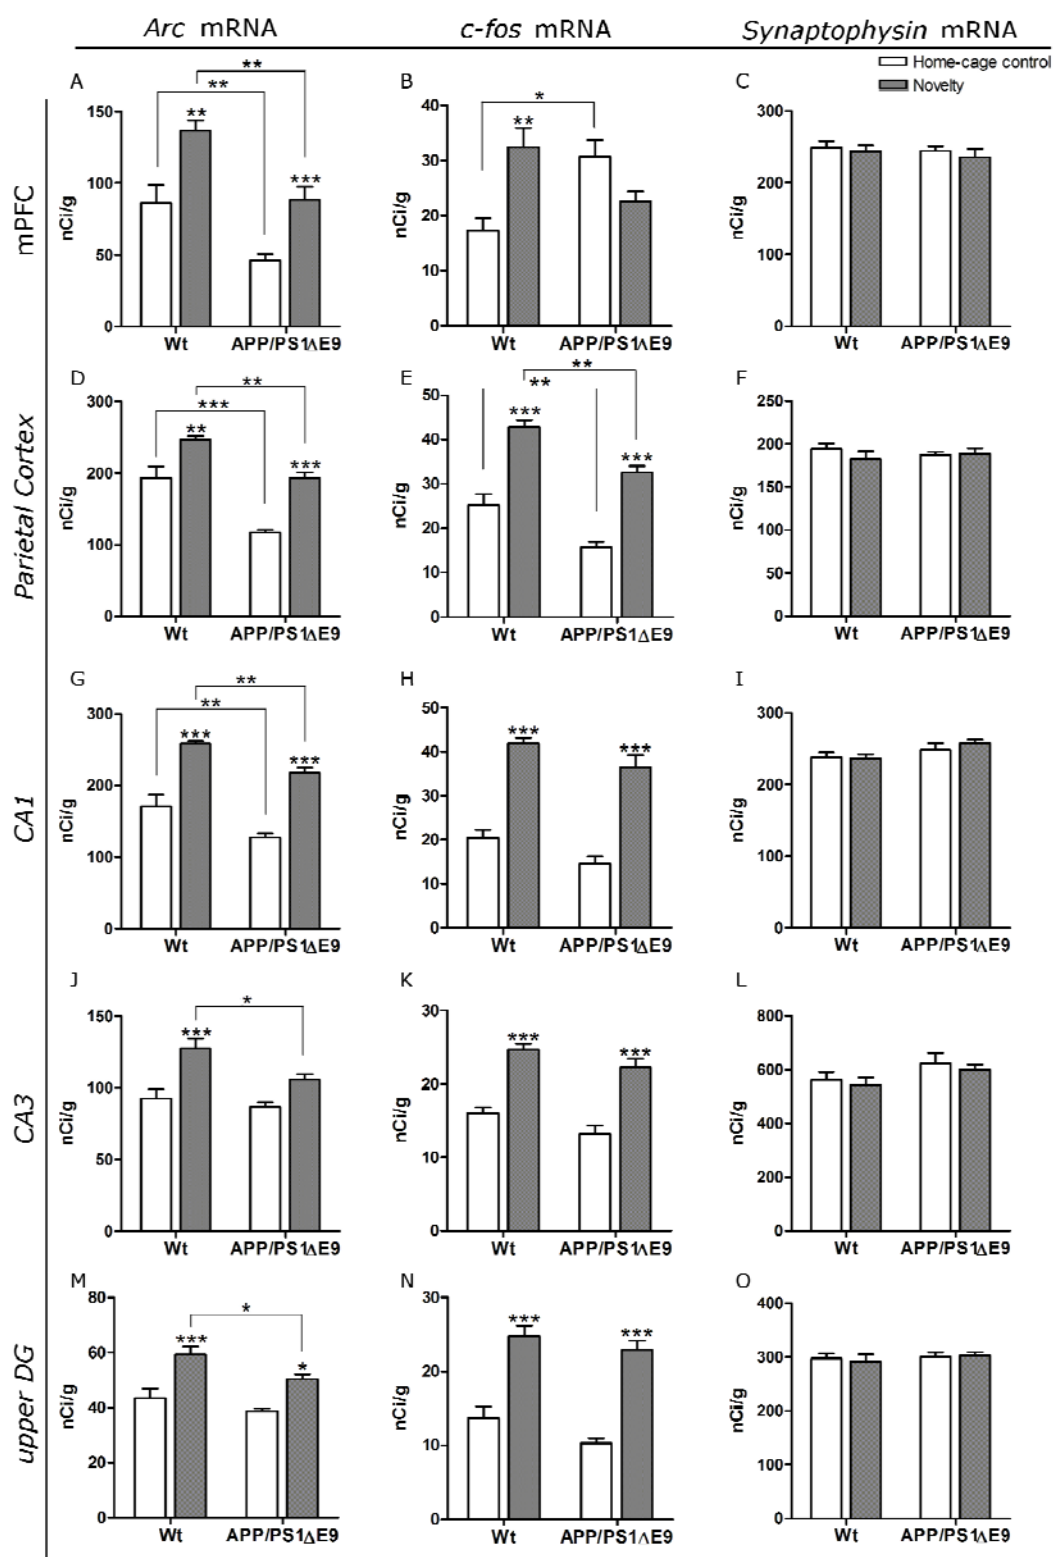 Arc mRNA c-fos mRNA Synaptophysin mRNA
Home-cage control
Novelty
mPFC
A
** **
** ***
150
100
50
0
nCi/g
Wt APP/PS1ΔE9
B
*
**
40
30
20
10
0
nCi/g
Wt APP/PS1ΔE9
C
300
200
100
0
nCi/g
Wt APP/PS1ΔE9
Parietal Cortex
D
**
***
** ***
300
200
100
0
nCi/g
Wt APP/PS1ΔE9
E
**
**
*** ***
50
40
30
20
10
0
nCi/g
Wt APP/PS1ΔE9
F
250
200
150
100
50
0
nCi/g
Wt APP/PS1ΔE9
CA1
G
**
**
*** ***
300
200
100
0
nCi/g
Wt APP/PS1ΔE9
H
*** ***
50
40
30
20
10
0
nCi/g
Wt APP/PS1ΔE9
I
300
200
100
0
nCi/g
Wt APP/PS1ΔE9
CA3
J
*
***
150
100
50
0
nCi/g
Wt APP/PS1ΔE9
K
*** ***
30
20
10
0
nCi/g
Wt APP/PS1ΔE9
L
800
600
400
200
0
nCi/g
Wt APP/PS1ΔE9
upper DG
M
*
*** *
80
60
40
20
0
nCi/g
Wt APP/PS1ΔE9
N
*** ***
30
20
10
0
nCi/g
Wt APP/PS1ΔE9
O
400
300
200
100
0
nCi/g
Wt APP/PS1ΔE9